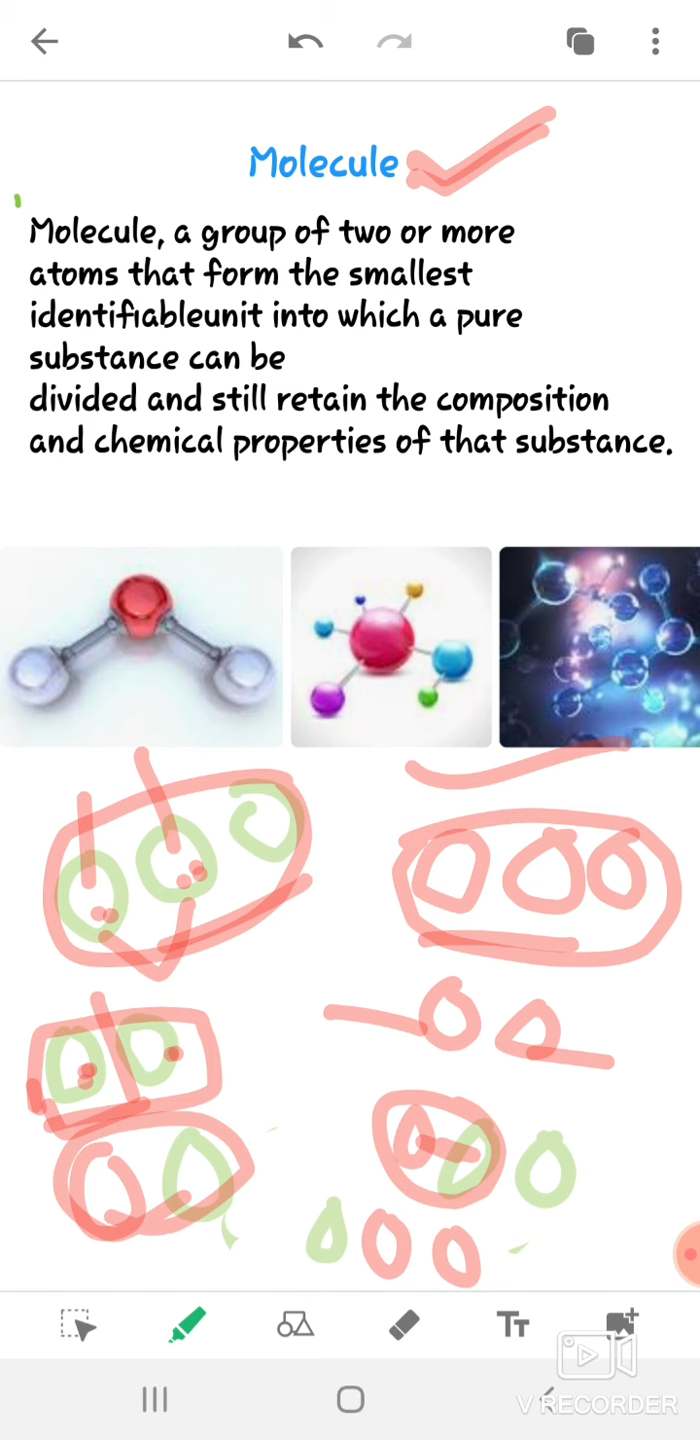 Molecule
Molecule, a group of two or more
atoms that form the smallest
identifiableunit into which a pure
substance can be
divided and still retain the composition
and chemical properties of that substance.
TT
V RECORDER